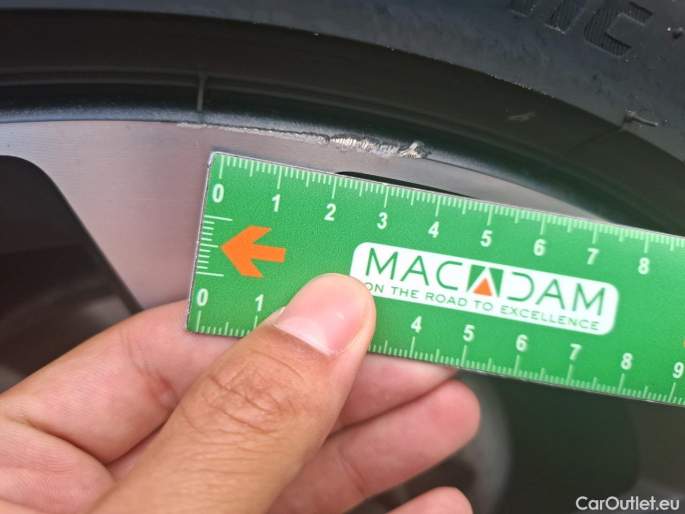 0 1 2 3 4 5 6 7 8
MACADAM
ON THE ROAD TO EXCELLENCE
0 1 4 5 6 7 8 9
CarOutlet.eu